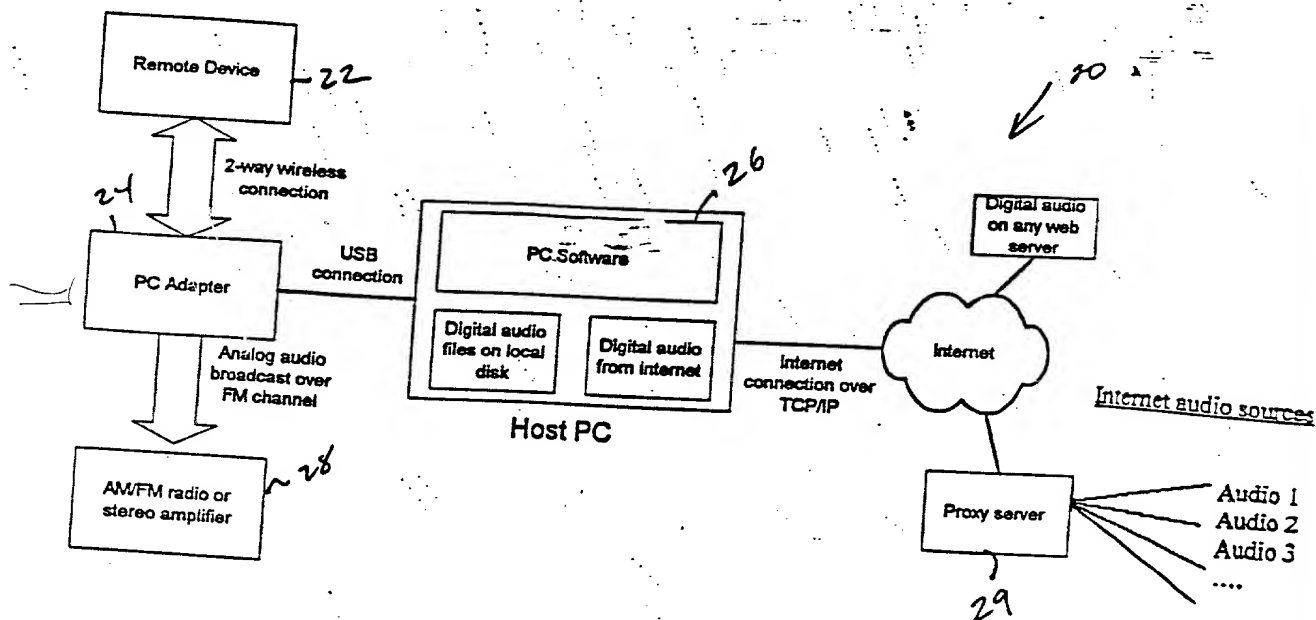 Remote Device
22
20
2-way wireless
connection
24
26
Digital audio
on any web
server
PC Adapter
USB
connection
PC Software
Digital audio
files on local
disk
Digital audio
from internet
Internet
connection over
TCP/IP
Internet
Analog audio
broadcast over
FM channel
Host PC
Internet audio sources
AM/FM radio or
stereo amplifier
28
Proxy server
29
Audio 1
Audio 2
Audio 3
....